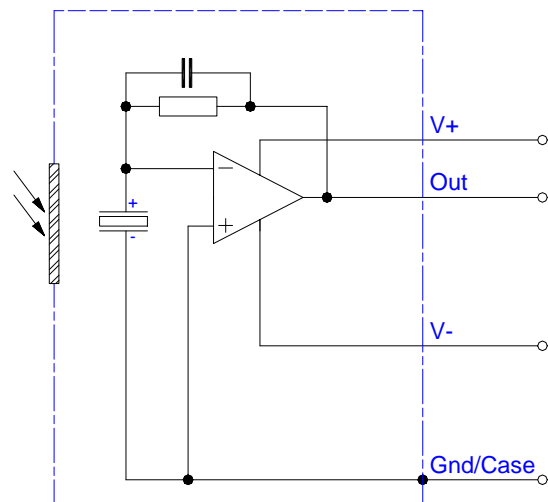 V+
Out
+
-
−
+
V-
Gnd/Case